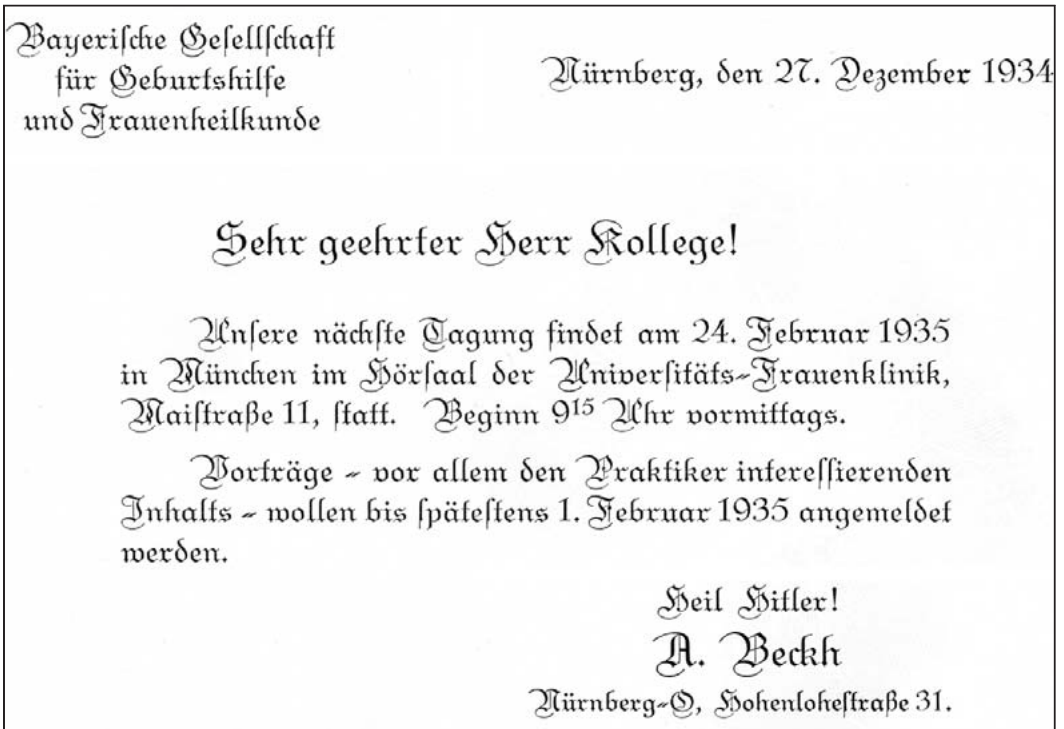 Bayerische Gesellschaft
für Geburtshilfe
und Frauenheilkunde
Nürnberg, den 27. Dezember 1934
Sehr geehrter Herr Kollege!
Unsere nächste Tagung findet am 24. Februar 1935
in München im Hörsaal der Universitäts-Frauenklinik,
Maistraße 11, statt. Beginn 9¹⁵ Uhr vormittags.
Vorträge - vor allem den Praktiker interessierenden
Inhalts - wollen bis spätestens 1. Februar 1935 angemeldet
werden.
Heil Hitler!
A. Beckh
Nürnberg-O, Hohenlohestraße 31.